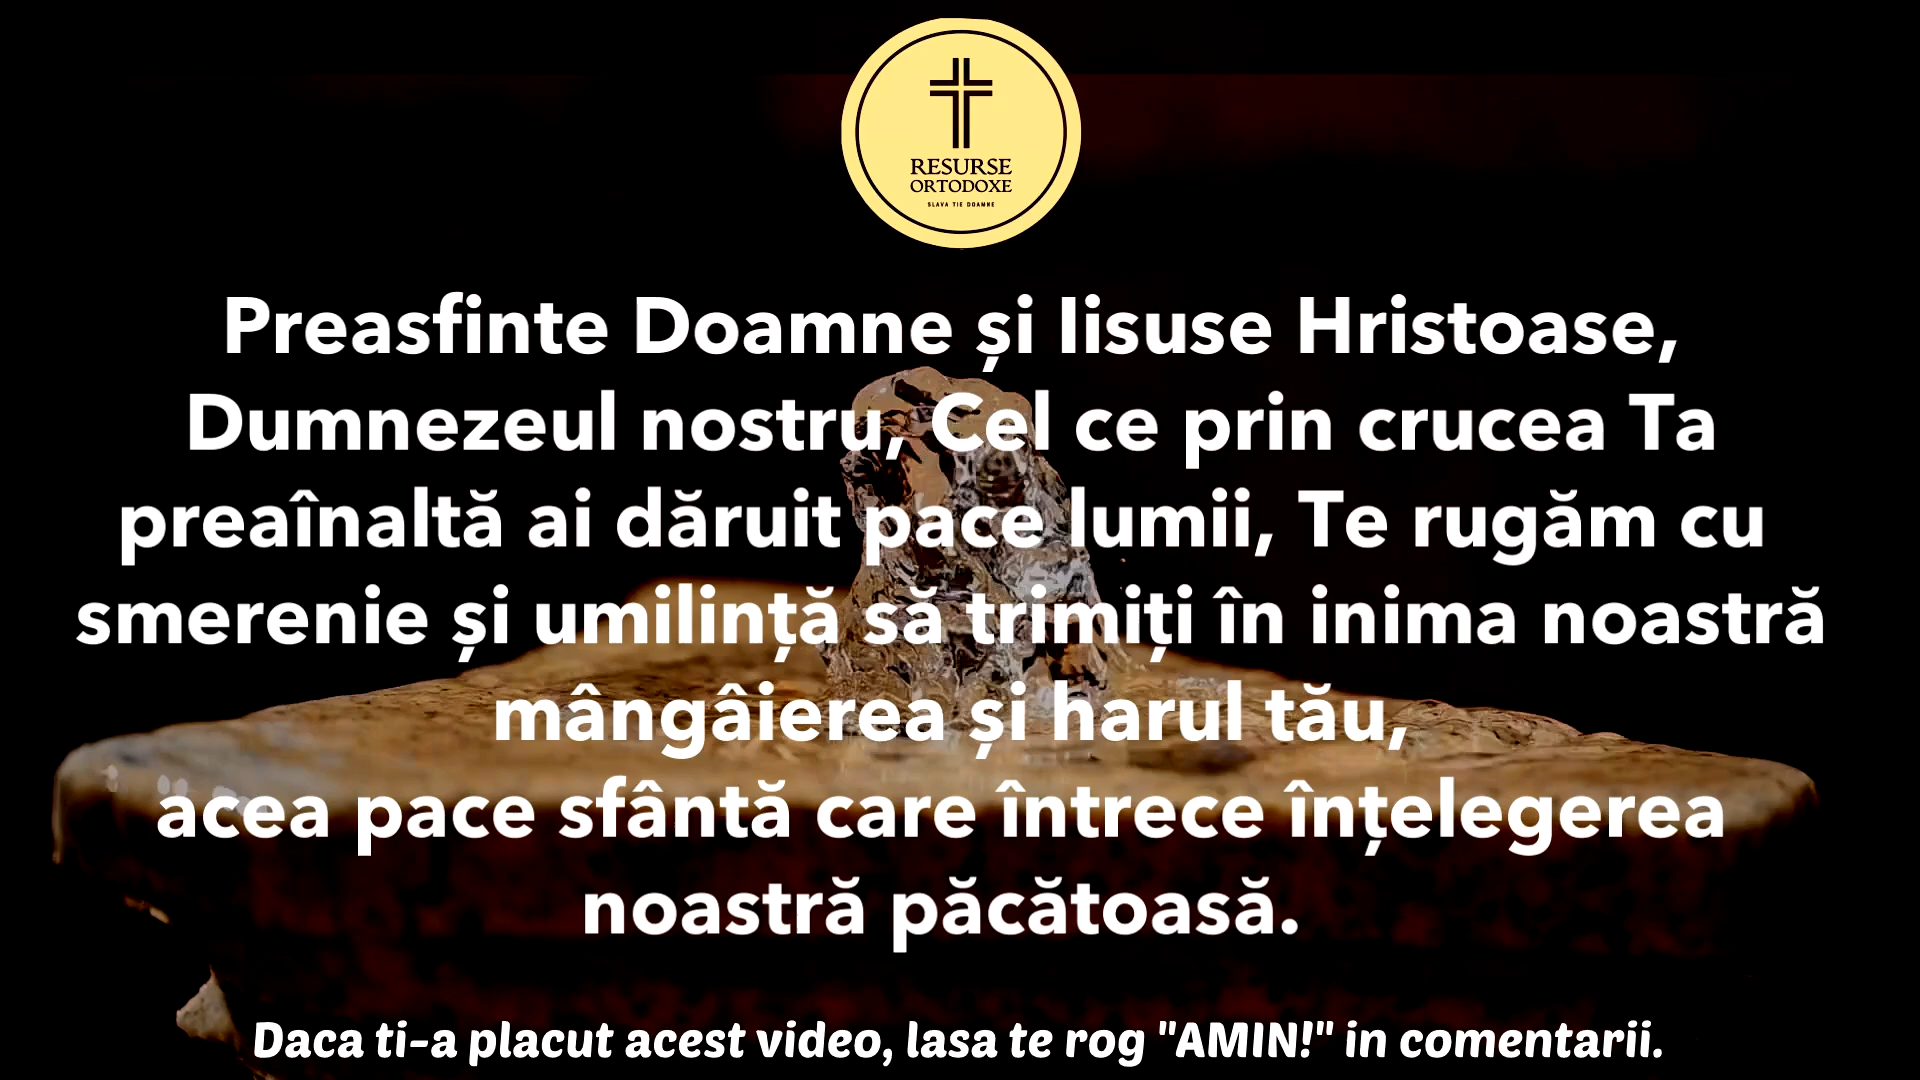 RESURSE
ORTODOXE
SLAVA TIE DOAMNE
Preasfinte Doamne și Iisuse Hristoase,
Dumnezeul nostru, Cel ce prin crucea Ta
preaînaltă ai dăruit pace lumii, Te rugăm cu
smerenie și umilință să trimiți în inima noastră
mângâierea și harul tău,
acea pace sfântă care întrece înțelegerea
noastră păcătoasă.
Daca ti-a placut acest video, lasa te rog "AMIN!" in comentarii.